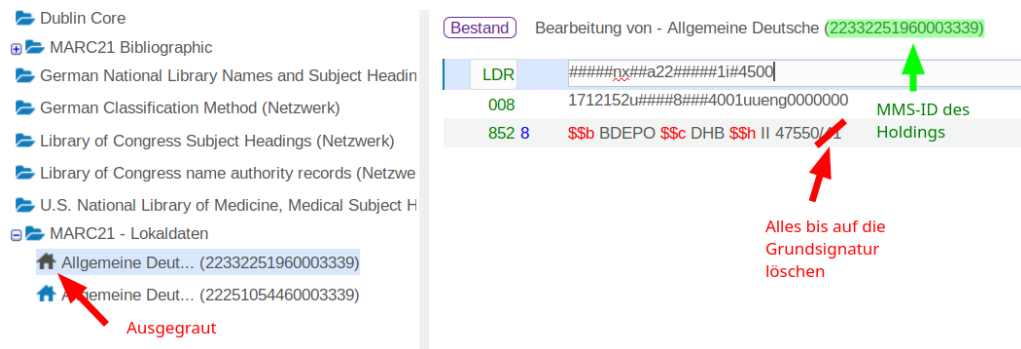 Dublin Core
MARC21 Bibliographic
German National Library Names and Subject Headin
German Classification Method (Netzwerk)
Library of Congress Subject Headings (Netzwerk)
Library of Congress name authority records (Netzwe
U.S. National Library of Medicine, Medical Subject H
MARC21 - Lokaldaten
Allgemeine Deut... (22332251960003339)
Allgemeine Deut... (22251054460003339)
Ausgegraut
Bestand Bearbeitung von - Allgemeine Deutsche (22332251960003339)
LDR #####nx##a22#####1i#4500
008 1712152u####8###4001uueng0000000
852 8 $$b BDEPO $$c DHB $$h II 47550/41
MMS-ID des
Holdings
Alles bis auf die
Grundsignatur
löschen